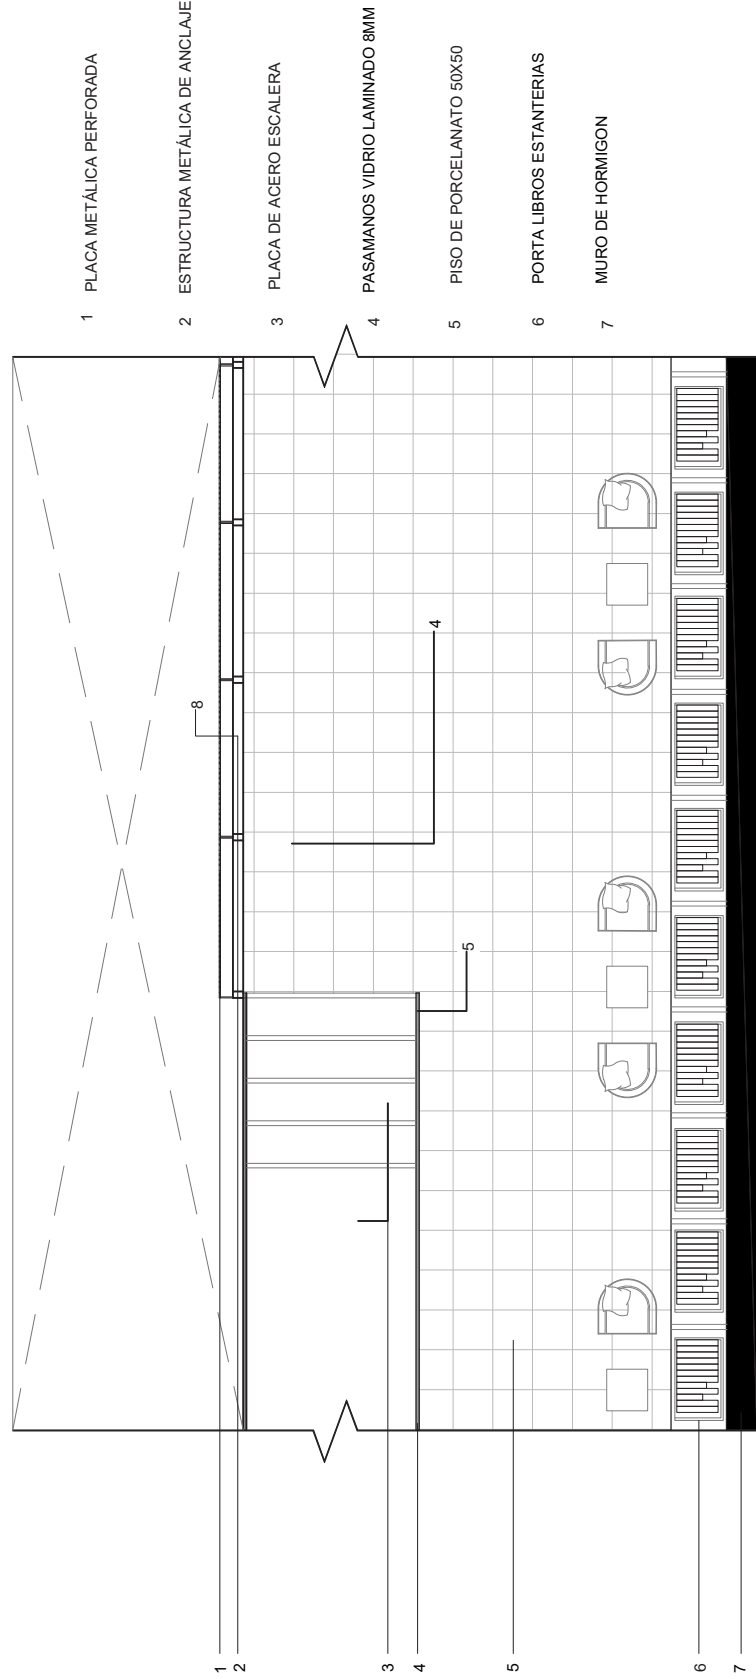 1 PLACA METÁLICA PERFORADA
2 ESTRUCTURA METÁLICA DE ANCLAJE
3 PLACA DE ACERO ESCALERA
4 PASAMANOS VIDRIO LAMINADO 8MM
5 PISO DE PORCELANATO 50X50
6 PORTA LIBROS ESTANTERIAS
7 MURO DE HORMIGON
8
4
5
1
2
3
4
5
6
7